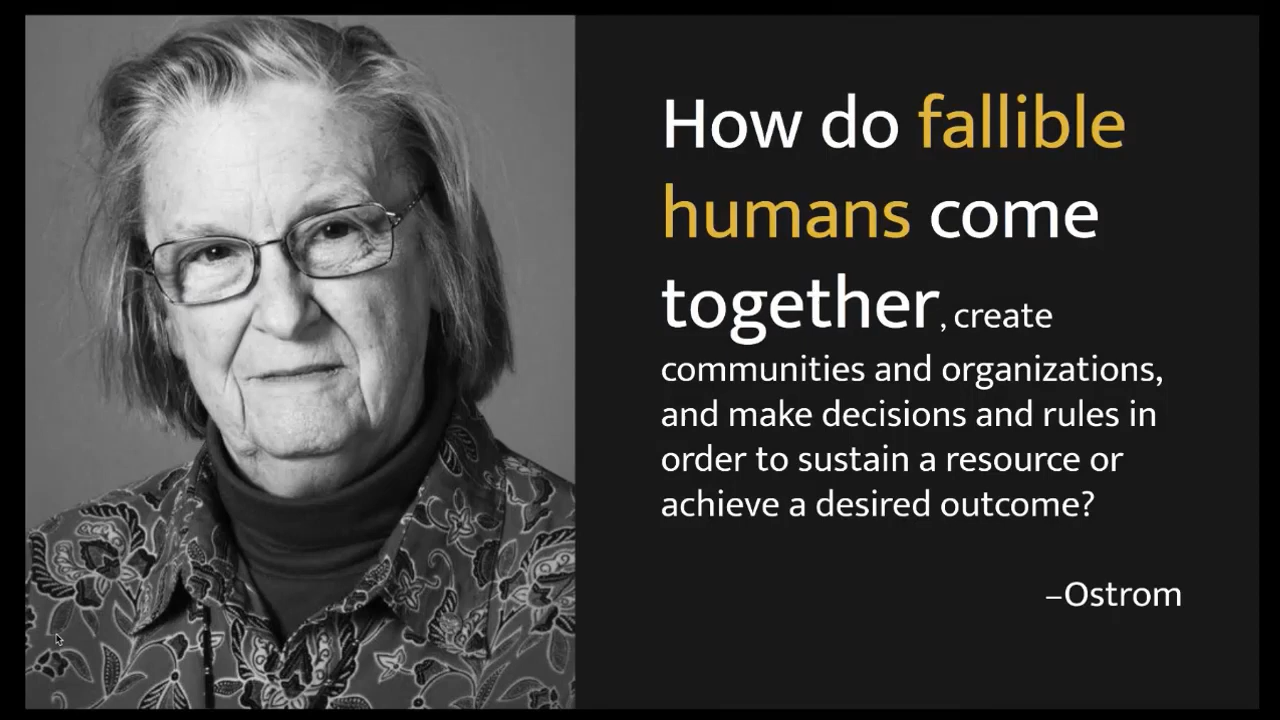 How do fallible
humans come
together, create
communities and organizations,
and make decisions and rules in
order to sustain a resource or
achieve a desired outcome?
–Ostrom